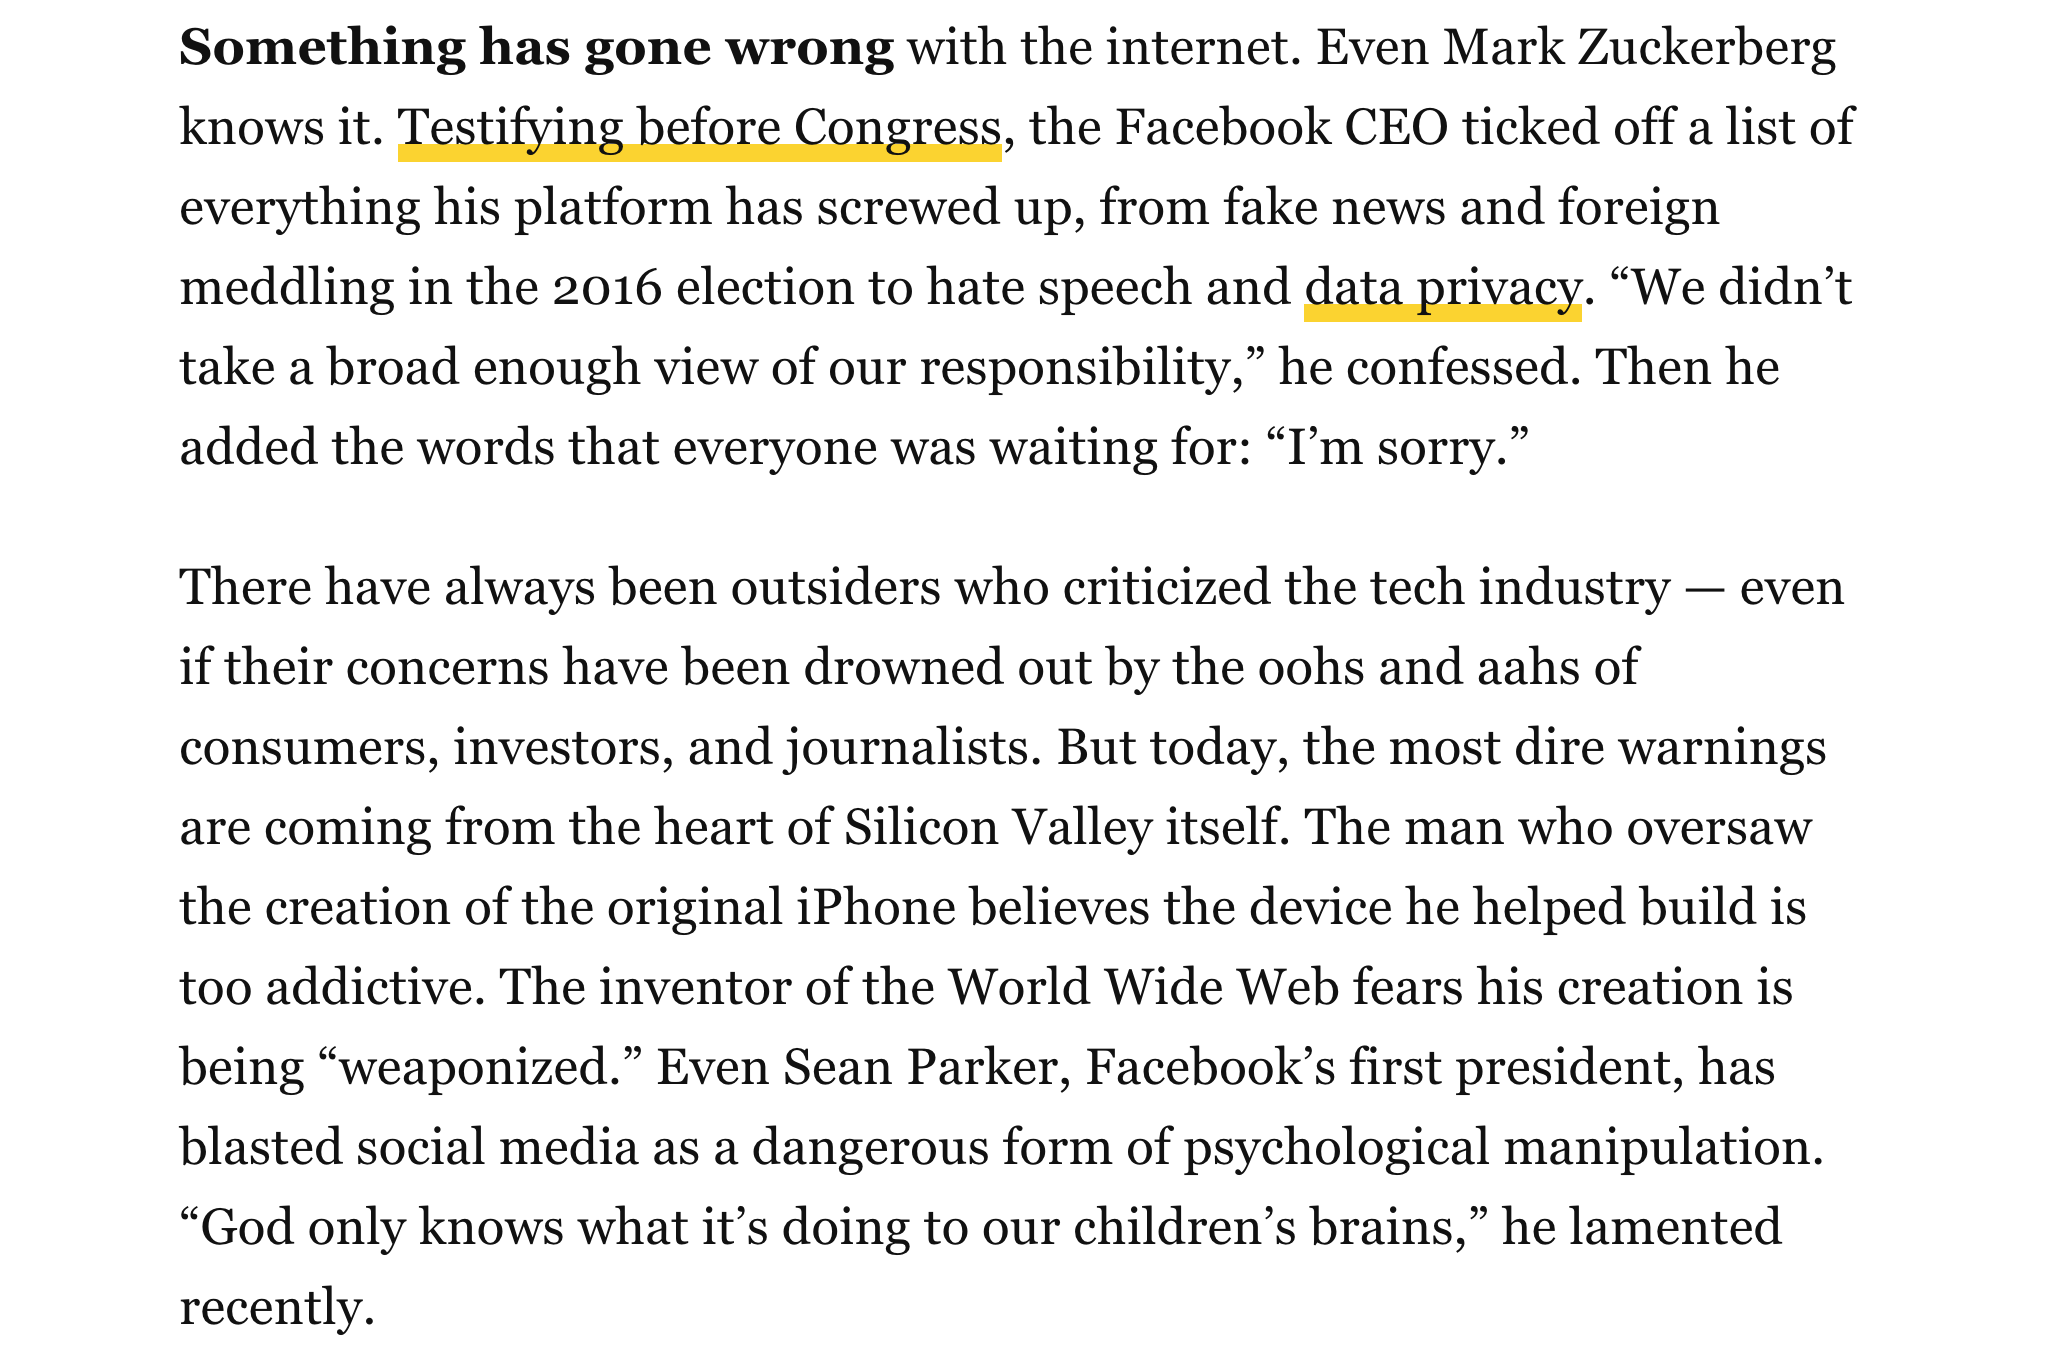 Something has gone wrong with the internet. Even Mark Zuckerberg
knows it. Testifying before Congress, the Facebook CEO ticked off a list of
everything his platform has screwed up, from fake news and foreign
meddling in the 2016 election to hate speech and data privacy. “We didn’t
take a broad enough view of our responsibility,” he confessed. Then he
added the words that everyone was waiting for: “I’m sorry.”
There have always been outsiders who criticized the tech industry — even
if their concerns have been drowned out by the oohs and aahs of
consumers, investors, and journalists. But today, the most dire warnings
are coming from the heart of Silicon Valley itself. The man who oversaw
the creation of the original iPhone believes the device he helped build is
too addictive. The inventor of the World Wide Web fears his creation is
being “weaponized.” Even Sean Parker, Facebook’s first president, has
blasted social media as a dangerous form of psychological manipulation.
“God only knows what it’s doing to our children’s brains,” he lamented
recently.